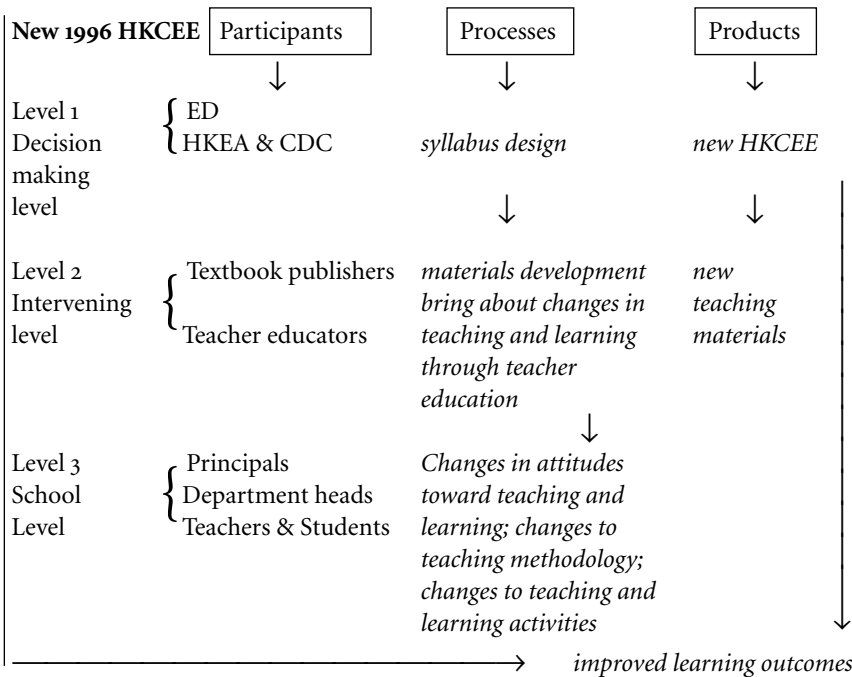 New 1996 HKCEE Participants Processes Products
Level 1 ED
Decision HKEA & CDC syllabus design new HKCEE
making
level
Level 2 Textbook publishers materials development new
Intervening bring about changes in teaching
level Teacher educators teaching and learning materials
through teacher
education
Level 3 Principals Changes in attitudes
School Department heads toward teaching and
Level Teachers & Students learning; changes to
teaching methodology;
changes to teaching and
learning activities
improved learning outcomes